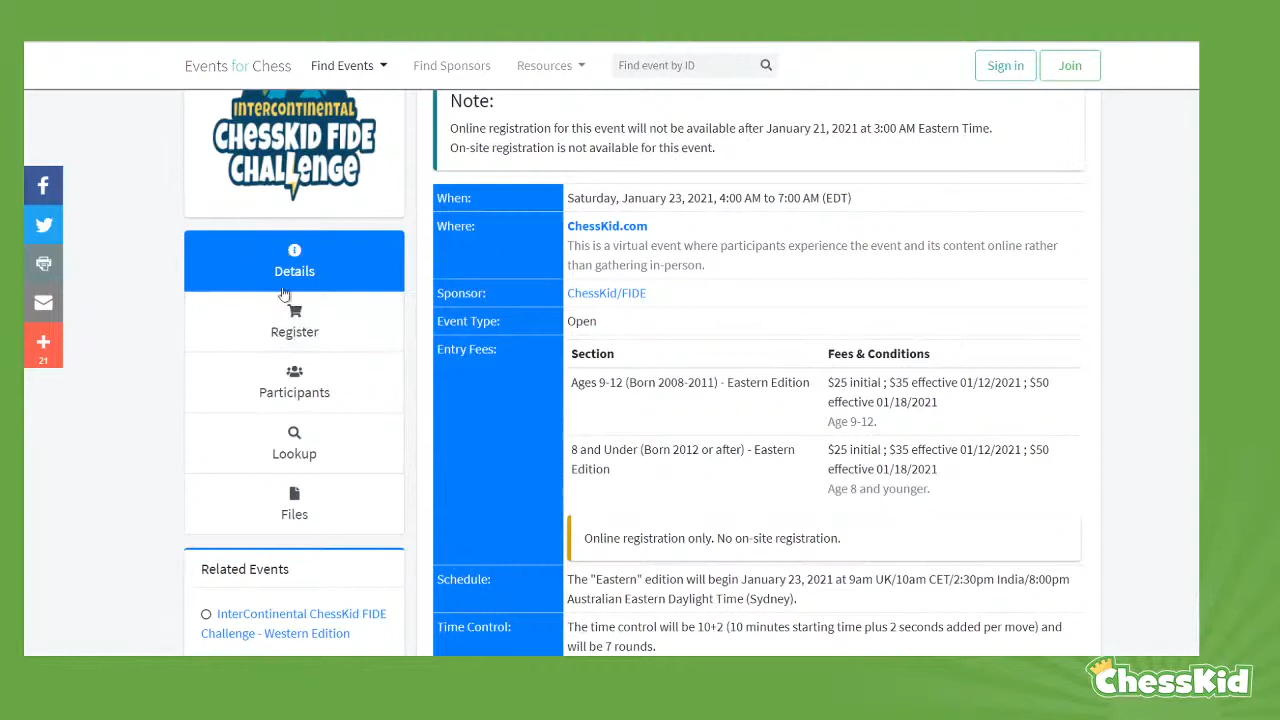 Events for Chess
Find Events
Find Sponsors
Resources
Find event by ID
Sign in
Join
INTERCONTINENTAL
CHESSKID FIDE
CHALLENGE
21
Details
Register
Participants
Lookup
Files
Related Events
InterContinental ChessKid FIDE
Challenge - Western Edition
Note:
Online registration for this event will not be available after January 21, 2021 at 3:00 AM Eastern Time.
On-site registration is not available for this event.
When:
Saturday, January 23, 2021, 4:00 AM to 7:00 AM (EDT)
Where:
ChessKid.com
This is a virtual event where participants experience the event and its content online rather
than gathering in-person.
Sponsor:
ChessKid/FIDE
Event Type:
Open
Entry Fees:
Section
Fees & Conditions
Ages 9-12 (Born 2008-2011) - Eastern Edition
$25 initial ; $35 effective 01/12/2021 ; $50
effective 01/18/2021
Age 9-12.
8 and Under (Born 2012 or after) - Eastern
Edition
$25 initial ; $35 effective 01/12/2021 ; $50
effective 01/18/2021
Age 8 and younger.
Online registration only. No on-site registration.
Schedule:
The "Eastern" edition will begin January 23, 2021 at 9am UK/10am CET/2:30pm India/8:00pm
Australian Eastern Daylight Time (Sydney).
Time Control:
The time control will be 10+2 (10 minutes starting time plus 2 seconds added per move) and
will be 7 rounds.
ChessKid